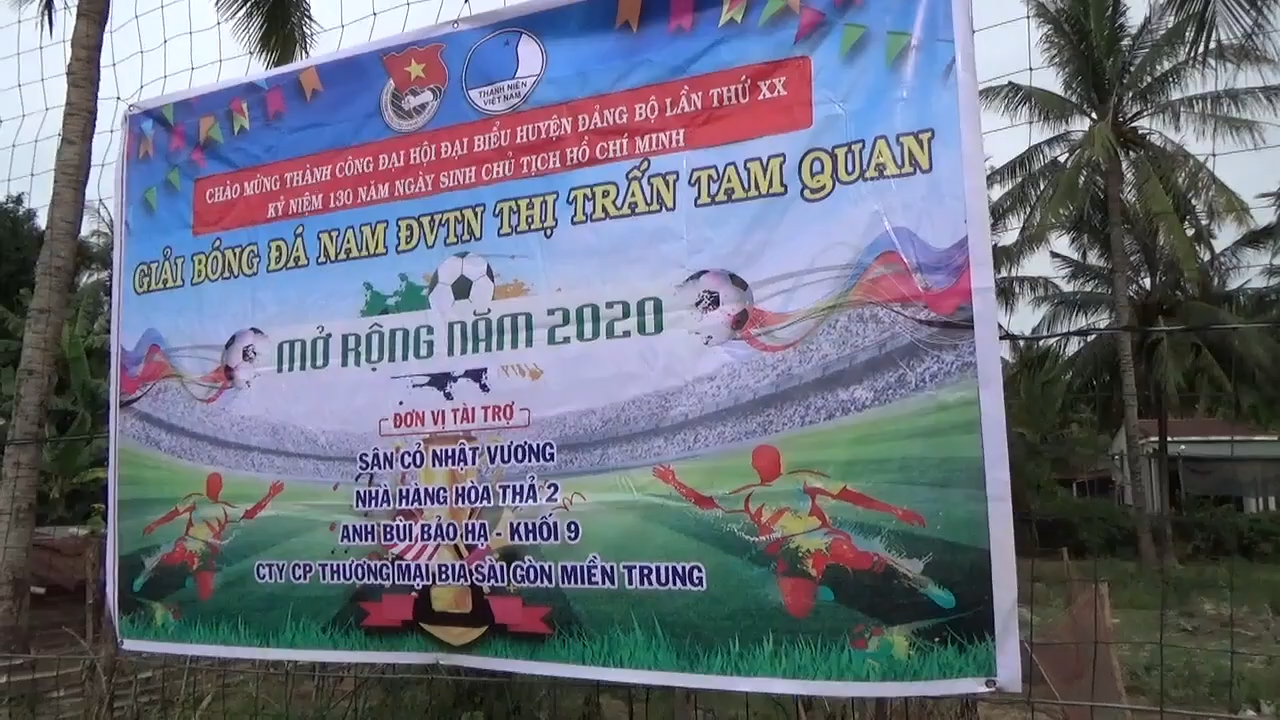 THANH NIÊN
VIỆT NAM
CHÀO MỪNG THÀNH CÔNG ĐẠI HỘI ĐẠI BIỂU HUYỆN ĐẢNG BỘ LẦN THỨ XX
KỶ NIỆM 130 NĂM NGÀY SINH CHỦ TỊCH HỒ CHÍ MINH
GIẢI BÓNG ĐÁ NAM ĐVTN THỊ TRẤN TAM QUAN
MỞ RỘNG NĂM 2020
ĐƠN VỊ TÀI TRỢ
SÂN CỎ NHẬT VƯƠNG
NHÀ HÀNG HÒA THẢ 2
ANH BÙI BẢO HẠ - KHỐI 9
CTY CP THƯƠNG MẠI BIA SÀI GÒN MIỀN TRUNG